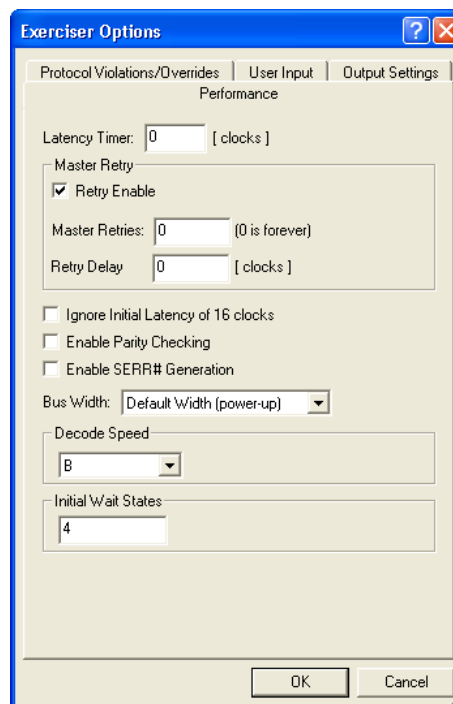 Exerciser Options
Protocol Violations/Overrides User Input Output Settings
Performance
Latency Timer: 0 [ clocks ]
Master Retry
Retry Enable
Master Retries: 0 (0 is forever)
Retry Delay 0 [ clocks ]
Ignore Initial Latency of 16 clocks
Enable Parity Checking
Enable SERR# Generation
Bus Width: Default Width (power-up)
Decode Speed
B
Initial Wait States
4
OK Cancel